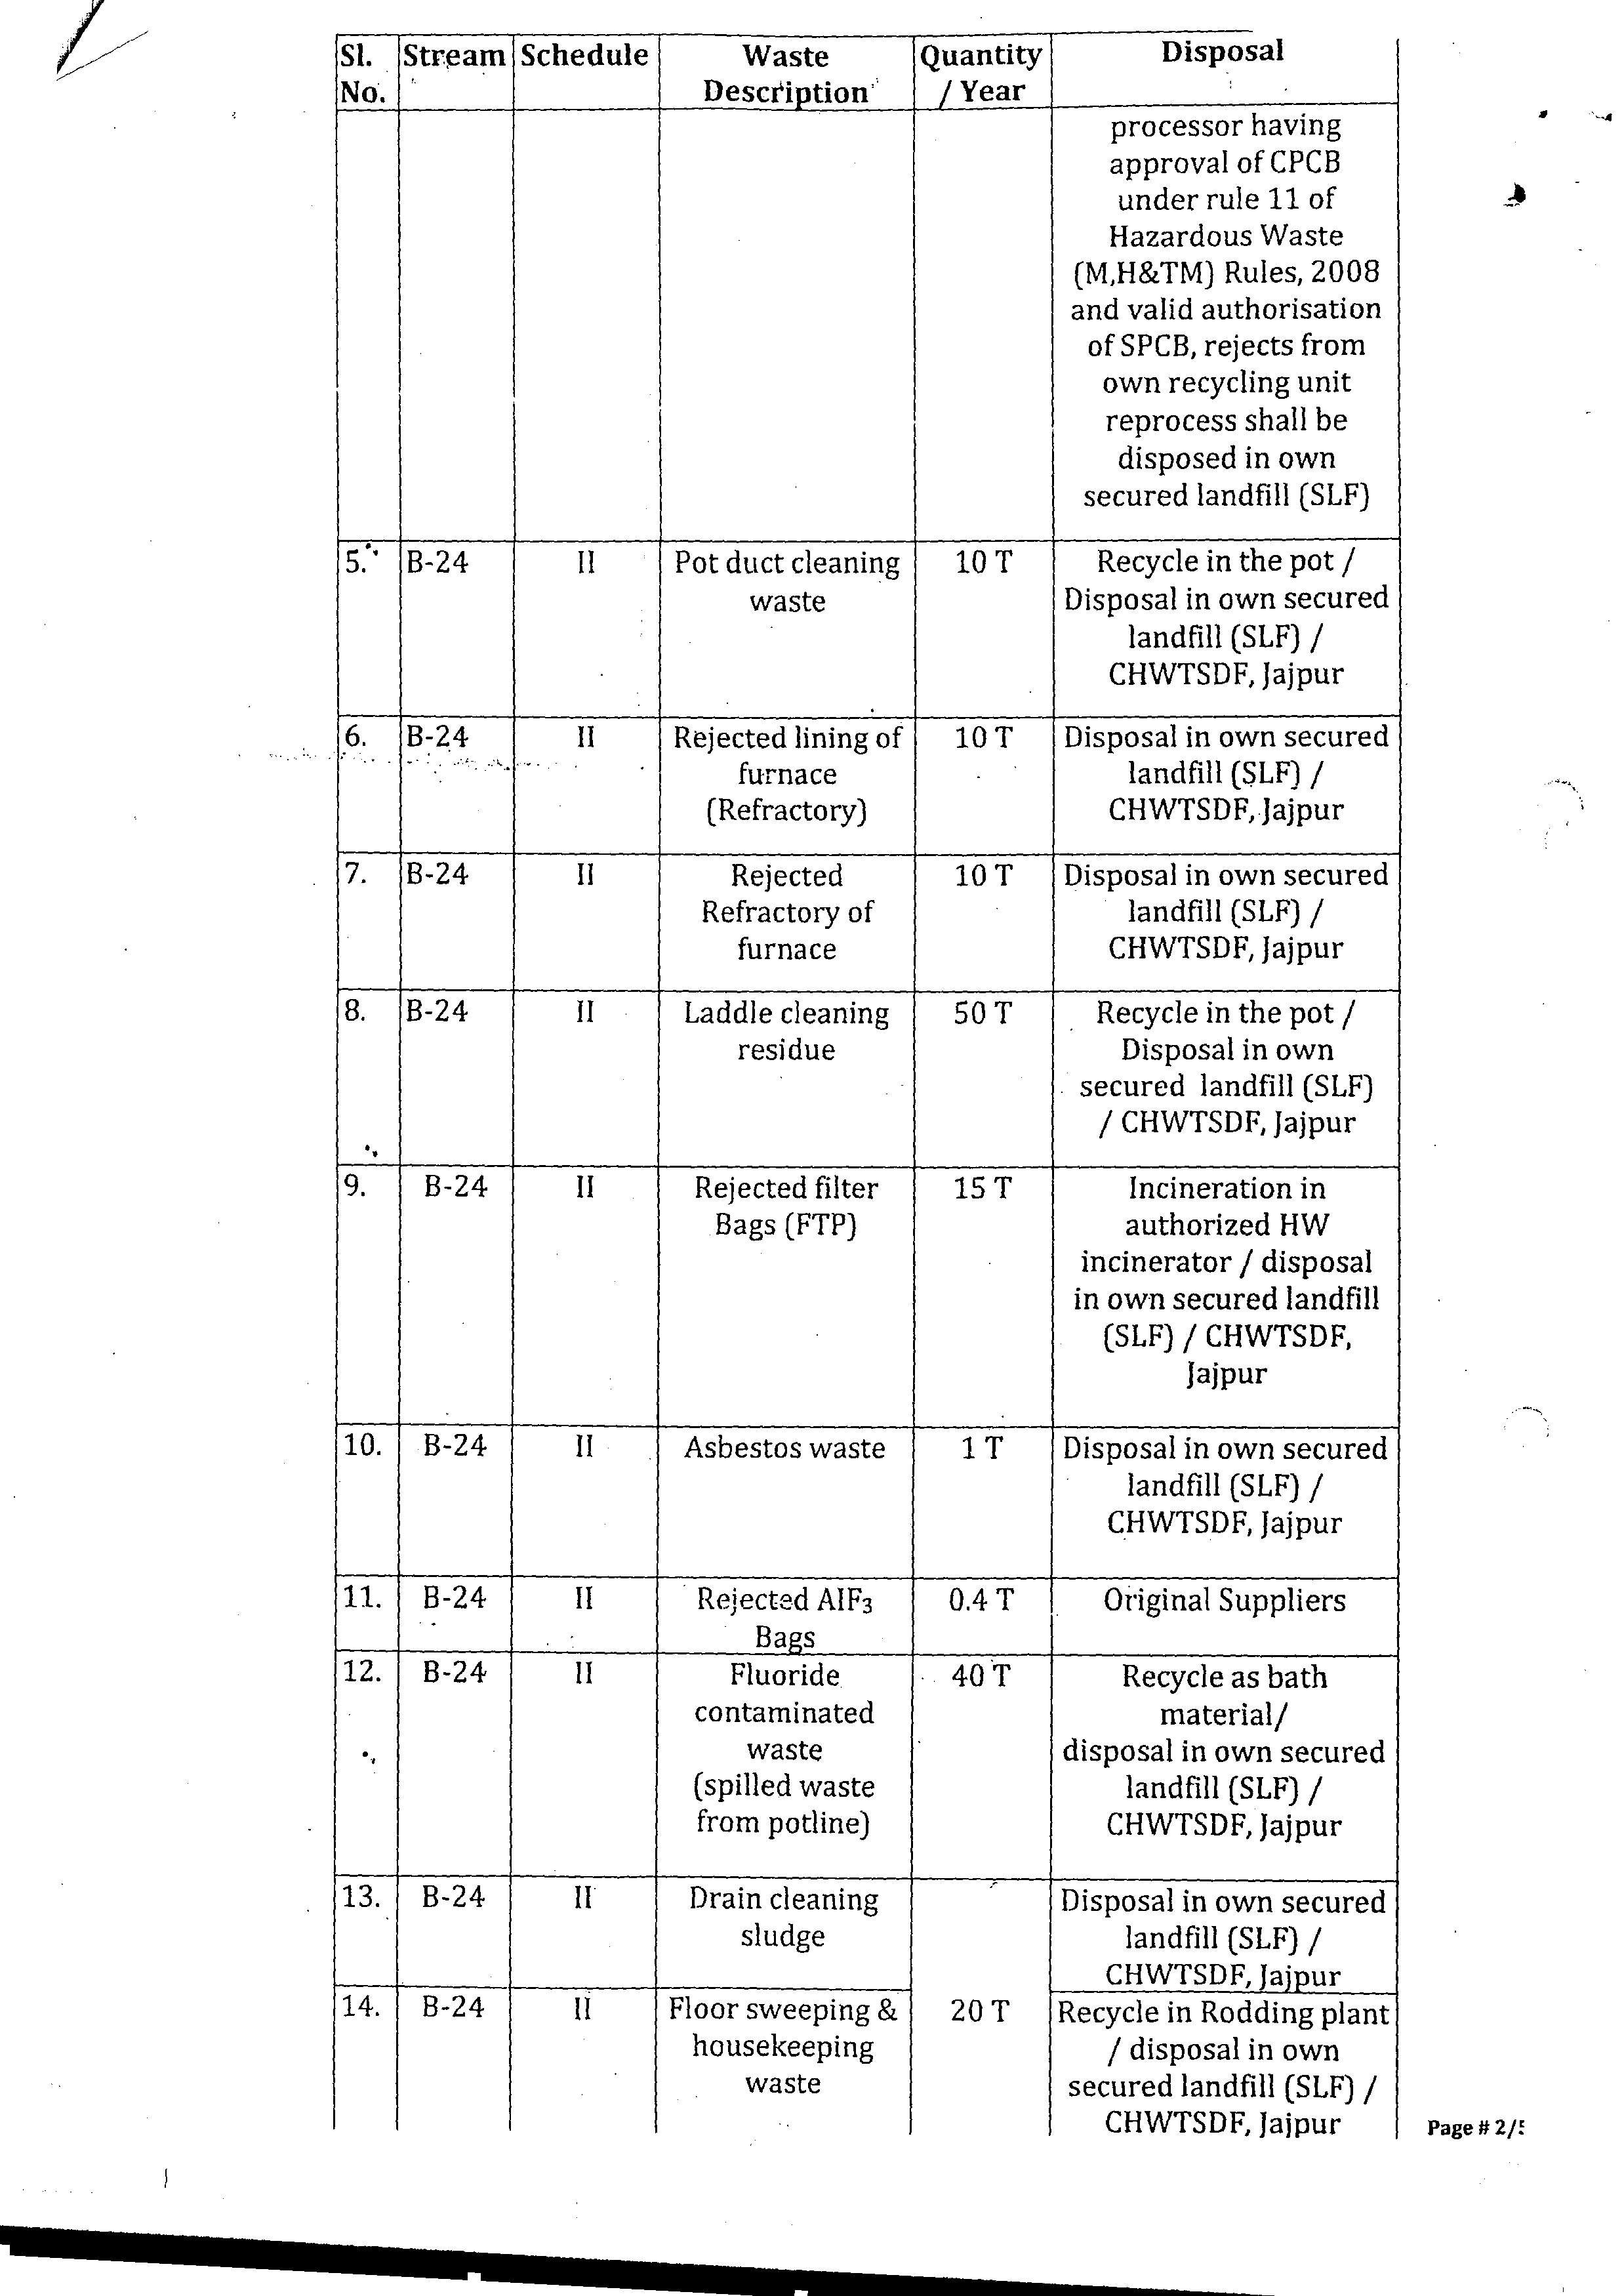 Sl. Stream Schedule Waste Quantity Disposal
No. Description / Year
processor having
approval of CPCB
under rule 11 of
Hazardous Waste
(M,H&TM) Rules, 2008
and valid authorisation
of SPCB, rejects from
own recycling unit
reprocess shall be
disposed in own
secured landfill (SLF)
5. B-24 II Pot duct cleaning 10 T Recycle in the pot /
waste Disposal in own secured
landfill (SLF) /
CHWTSDF, Jajpur
6. B-24 II Rejected lining of 10 T Disposal in own secured
furnace landfill (SLF) /
(Refractory) CHWTSDF, Jajpur
7. B-24 II Rejected 10 T Disposal in own secured
Refractory of landfill (SLF) /
furnace CHWTSDF, Jajpur
8. B-24 II Laddle cleaning 50 T Recycle in the pot /
residue Disposal in own
secured landfill (SLF)
/ CHWTSDF, Jajpur
9. B-24 II Rejected filter 15 T Incineration in
Bags (FTP) authorized HW
incinerator / disposal
in own secured landfill
(SLF) / CHWTSDF,
Jajpur
10. B-24 II Asbestos waste 1 T Disposal in own secured
landfill (SLF) /
CHWTSDF, Jajpur
11. B-24 II Rejected AlF3 0.4 T Original Suppliers
Bags
12. B-24 II Fluoride 40 T Recycle as bath
contaminated material/
waste disposal in own secured
(spilled waste landfill (SLF) /
from potline) CHWTSDF, Jajpur
13. B-24 II Drain cleaning Disposal in own secured
sludge landfill (SLF) /
CHWTSDF, Jajpur
14. B-24 II Floor sweeping & 20 T Recycle in Rodding plant
housekeeping / disposal in own
waste secured landfill (SLF) /
CHWTSDF, Jajpur
Page # 2/